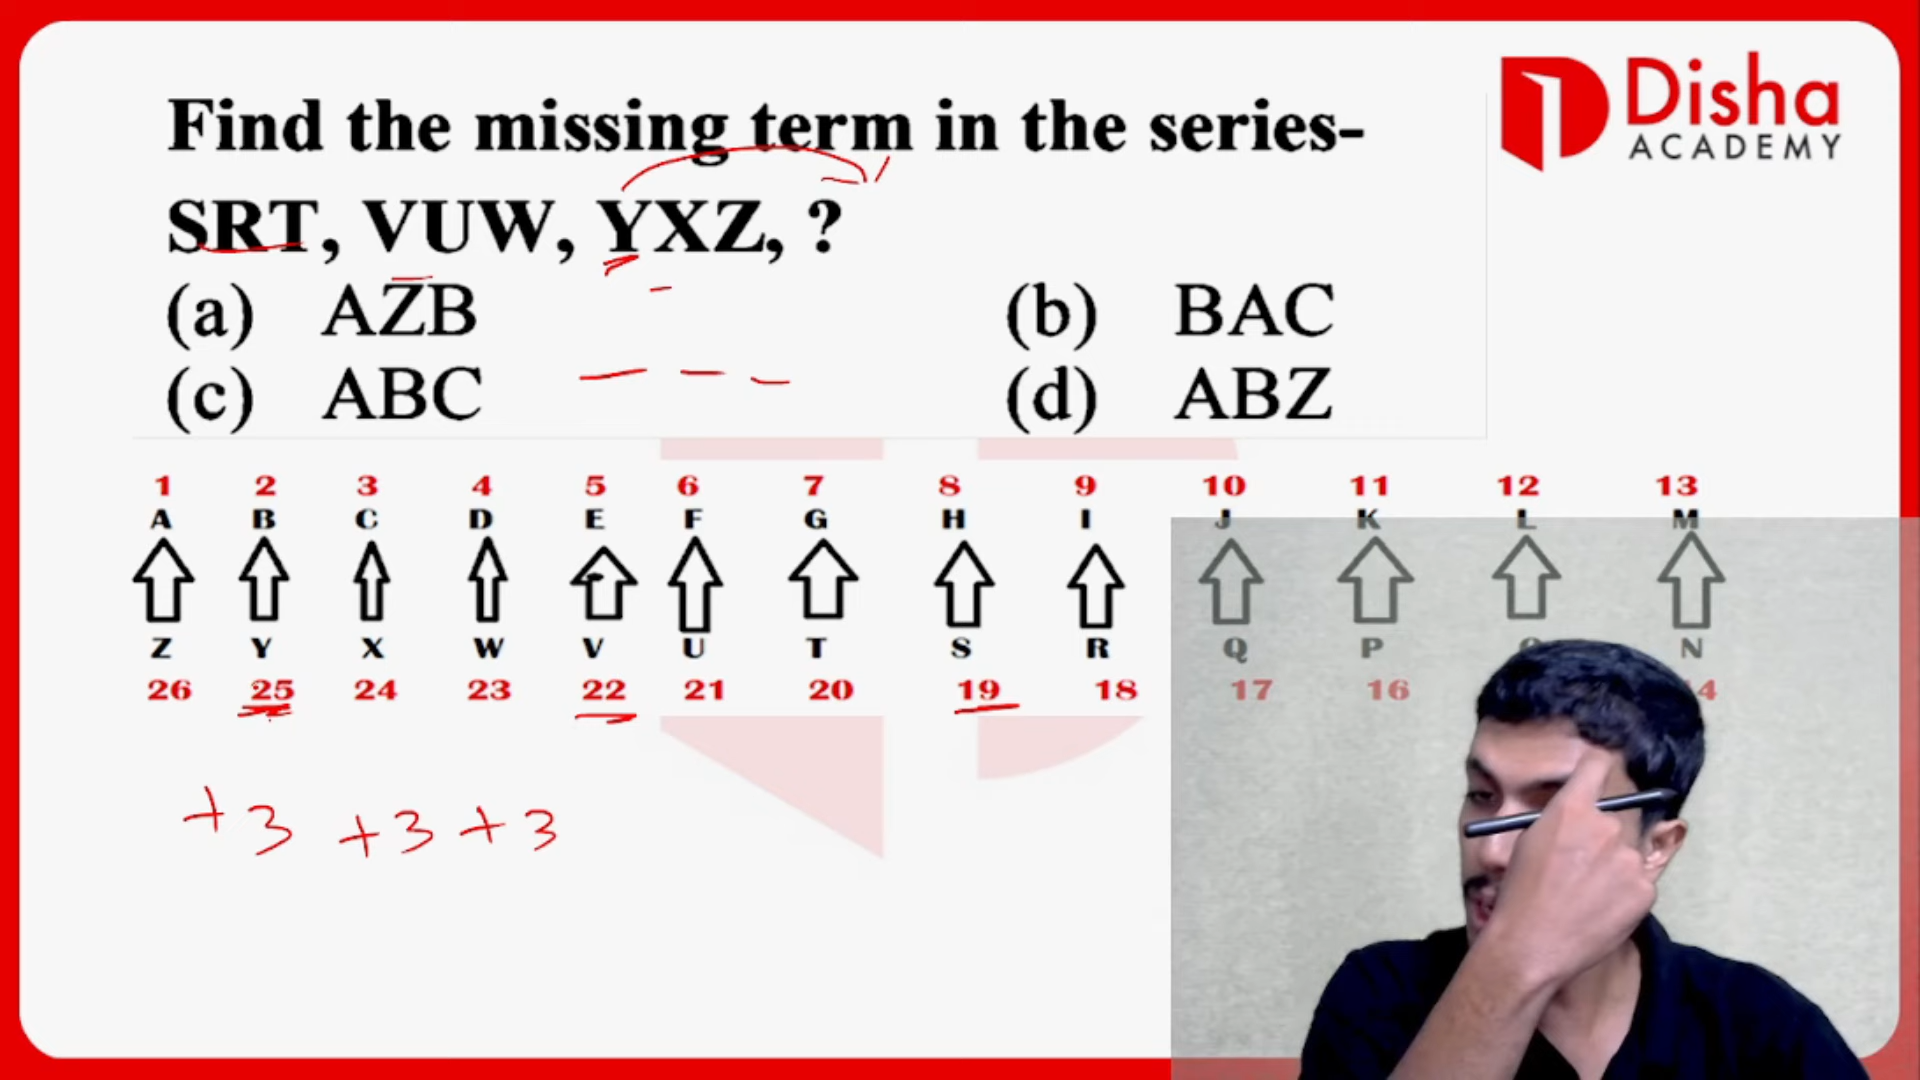 Find the missing term in the series-
SRT, VUW, YXZ, ?
(a) AZB (b) BAC
(c) ABC (d) ABZ
Disha
ACADEMY
1 2 3 4 5 6 7 8 9 10 11 12 13
A B C D E F G H I J K L M
Z Y X W V U T S R Q P N
26 25 24 23 22 21 20 19 18 17 16 4
+3 +3 +3